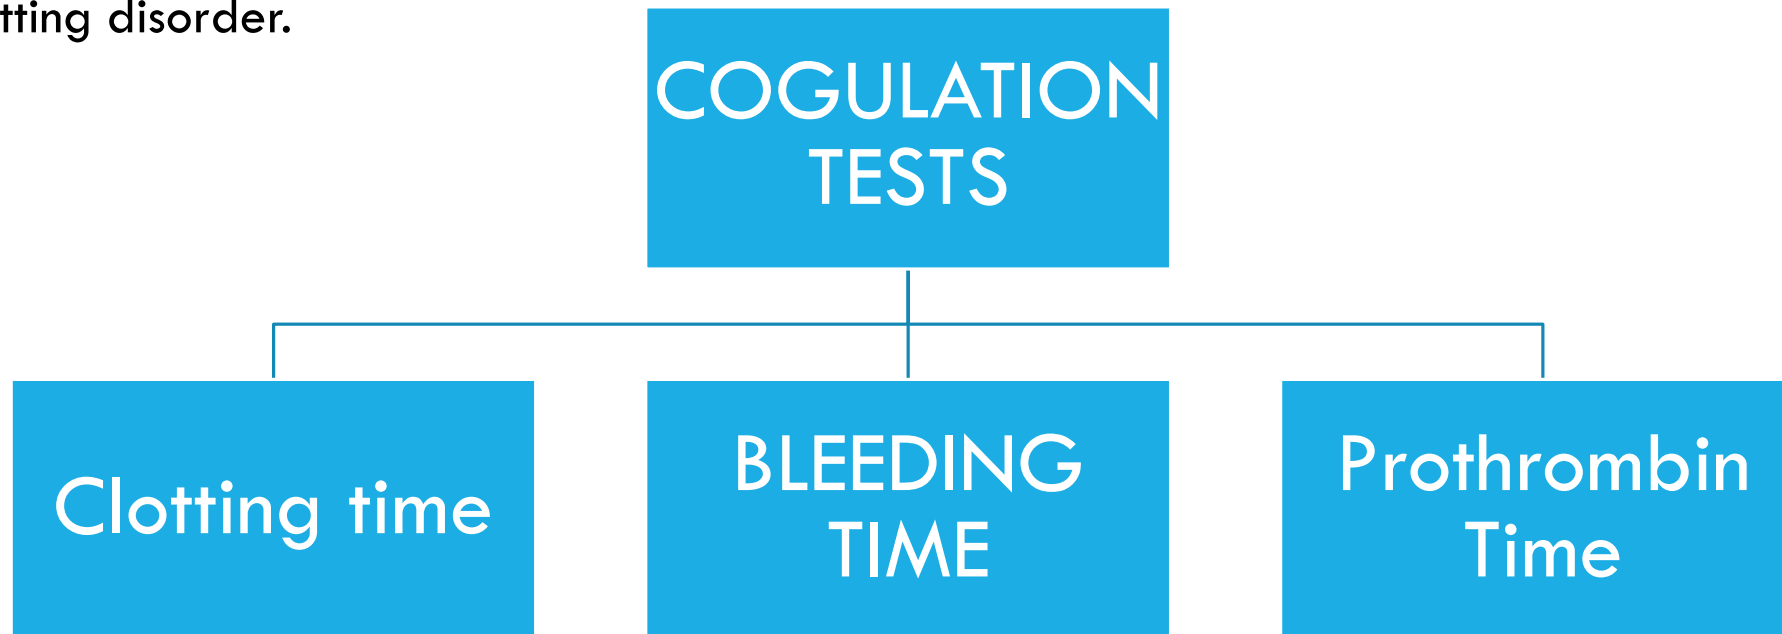 tting disorder.
COGULATION
TESTS
Clotting time
BLEEDING
TIME
Prothrombin
Time